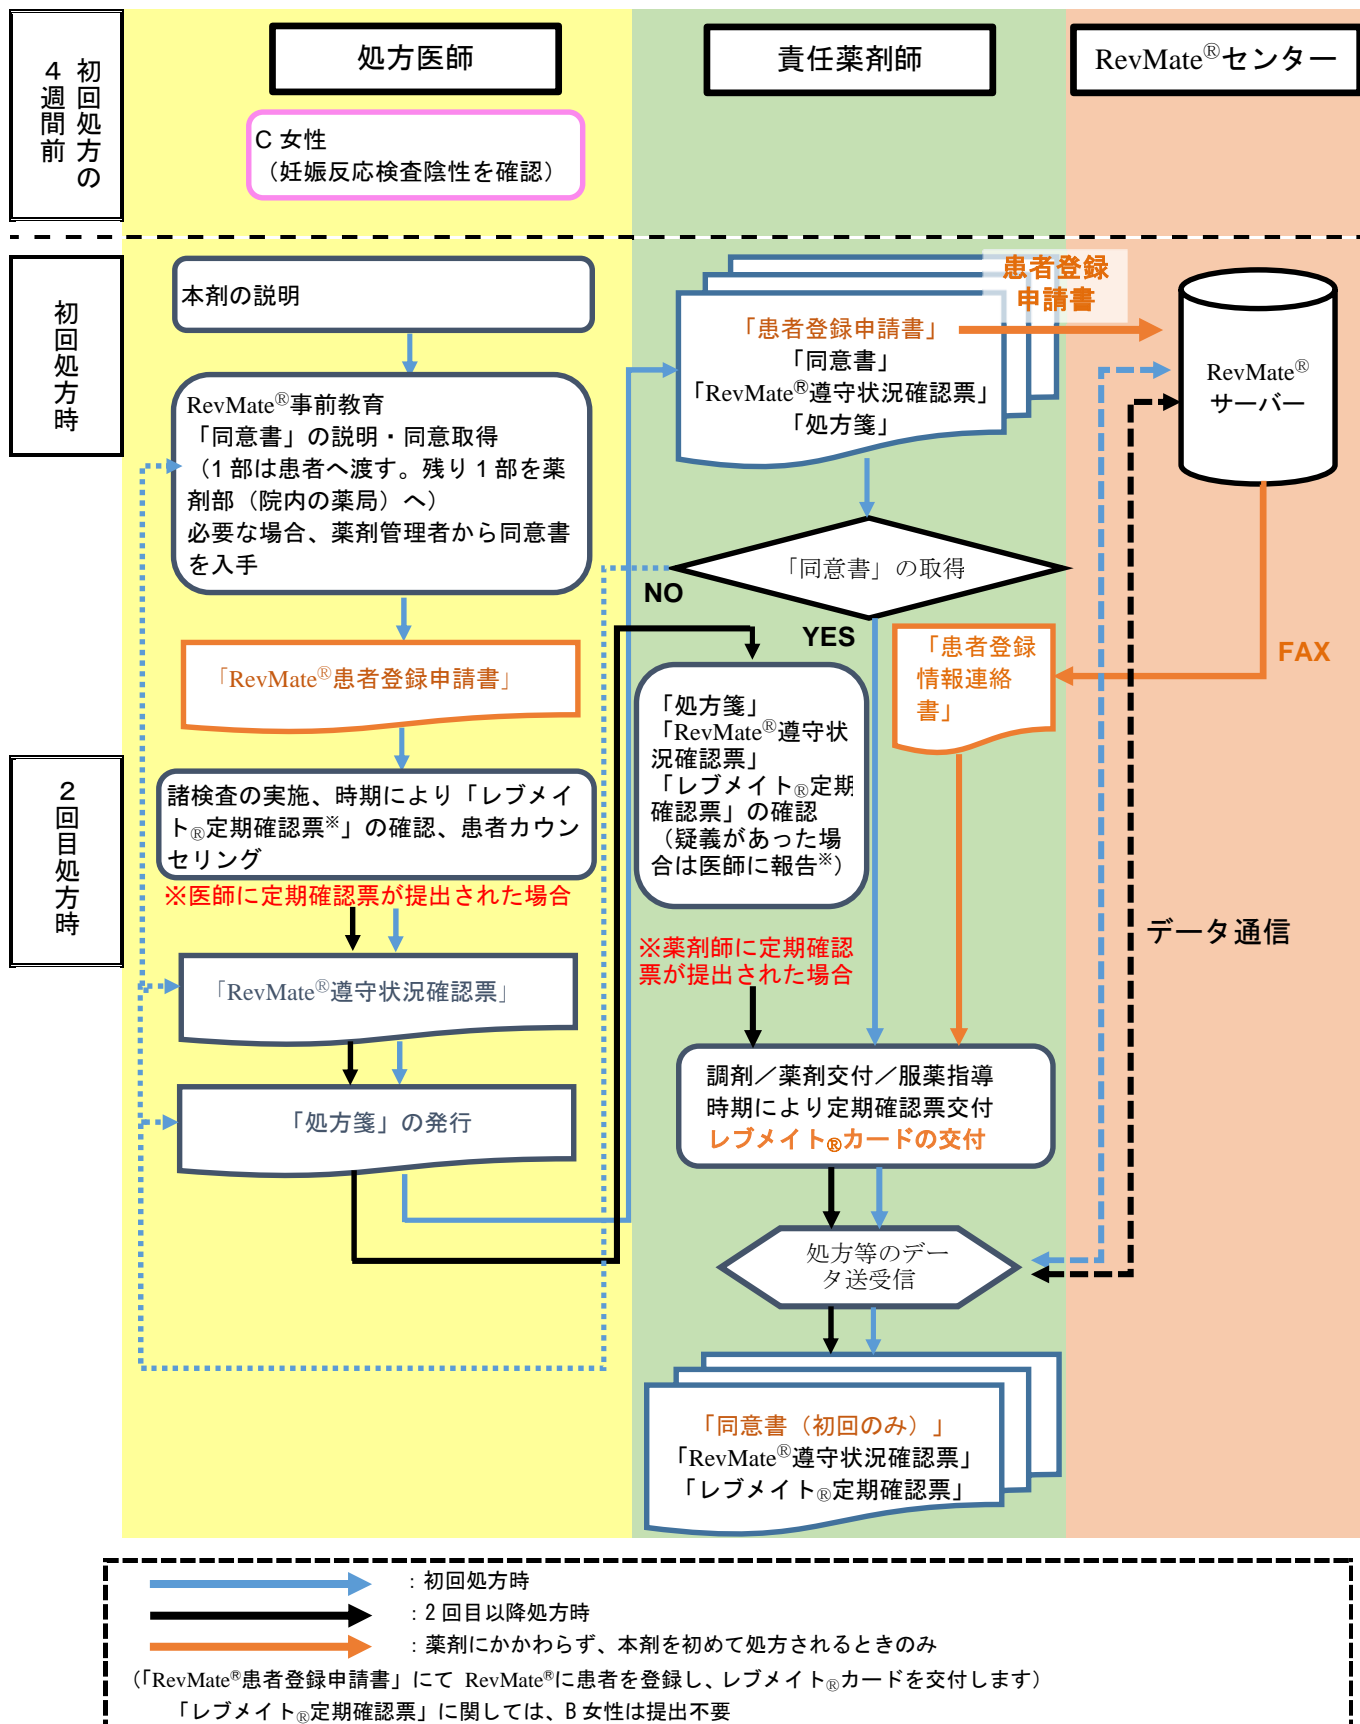 初回処方の
4週間前
処方医師
責任薬剤師
RevMate®センター
C 女性
（妊娠反応検査陰性を確認）
初回処方時
本剤の説明
RevMate®事前教育
「同意書」の説明・同意取得
（1 部は患者へ渡す。残り 1 部を薬
剤部（院内の薬局）へ）
必要な場合、薬剤管理者から同意書
を入手
「RevMate®患者登録申請書」
2回目処方時
諸検査の実施、時期により「レブメイ
ト®定期確認票※」の確認、患者カウン
セリング
※医師に定期確認票が提出された場合
「RevMate®遵守状況確認票」
「処方箋」の発行
患者登録
申請書
「患者登録申請書」
「同意書」
「RevMate®遵守状況確認票」
「処方箋」
「同意書」の取得
NO
YES
「処方箋」
「RevMate®遵守状
況確認票」
「レブメイト®定期
確認票」の確認
（疑義があった場
合は医師に報告※）
※薬剤師に定期確認
票が提出された場合
「患者登録
情報連絡
書」
調剤／薬剤交付／服薬指導
時期により定期確認票交付
レブメイト®カードの交付
処方等のデー
タ送受信
「同意書（初回のみ）」
「RevMate®遵守状況確認票」
「レブメイト®定期確認票」
RevMate®
サーバー
FAX
データ通信
：初回処方時
：2 回目以降処方時
：薬剤にかかわらず、本剤を初めて処方されるときのみ
（「RevMate®患者登録申請書」にて RevMate®に患者を登録し、レブメイト®カードを交付します）
「レブメイト®定期確認票」に関しては、B 女性は提出不要